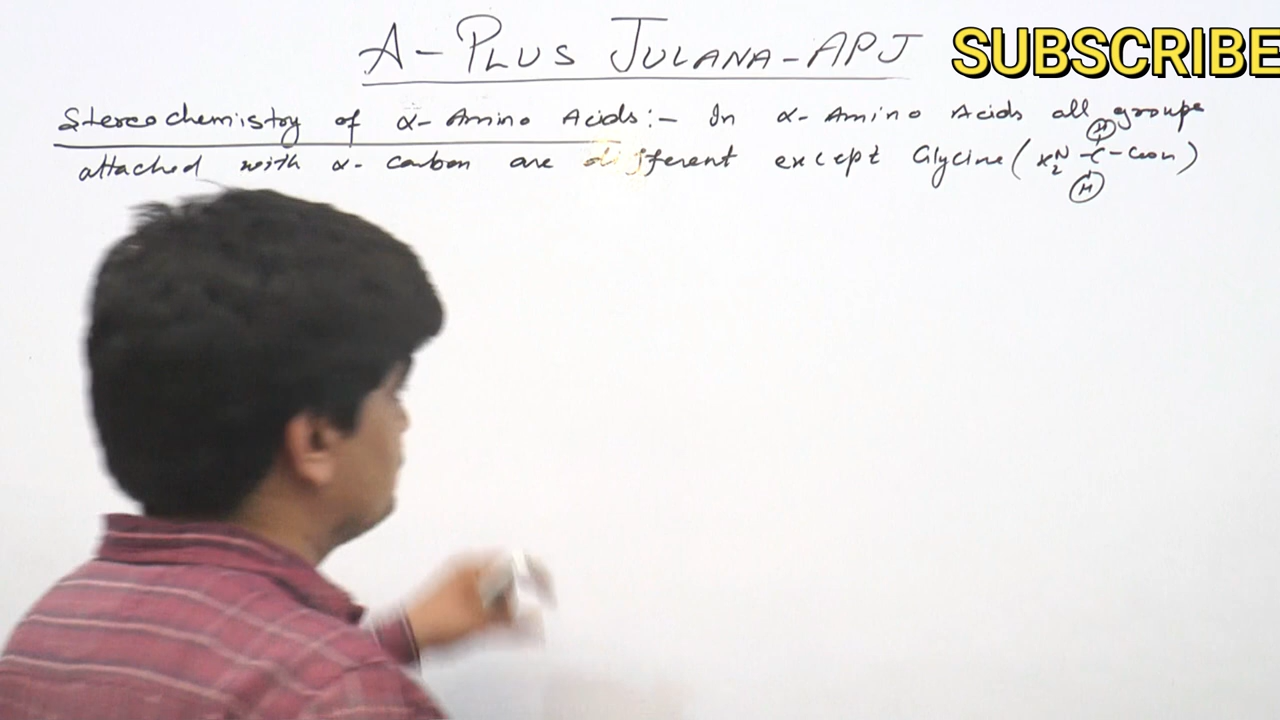 A-PLUS JULANA-APJ
SUBSCRIBE
Stereochemistry of α-Amino Acids:- In α-Amino Acids all groups
attached with α-carbon are different except Glycine (H₂N-C-COOH)
H
H